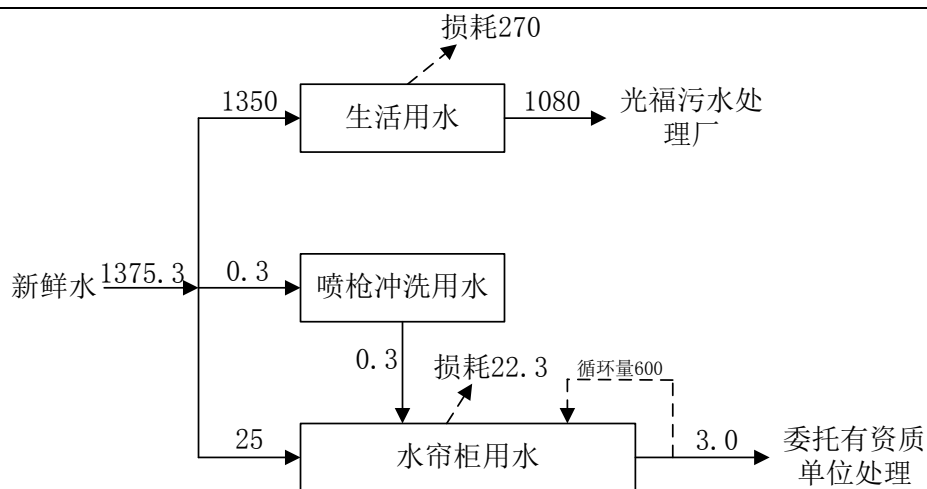 损耗270
1350
生活用水
1080
光福污水处
理厂
新鲜水
1375.3
0.3
喷枪冲洗用水
0.3
损耗22.3
循环量600
25
水帘柜用水
3.0
委托有资质
单位处理